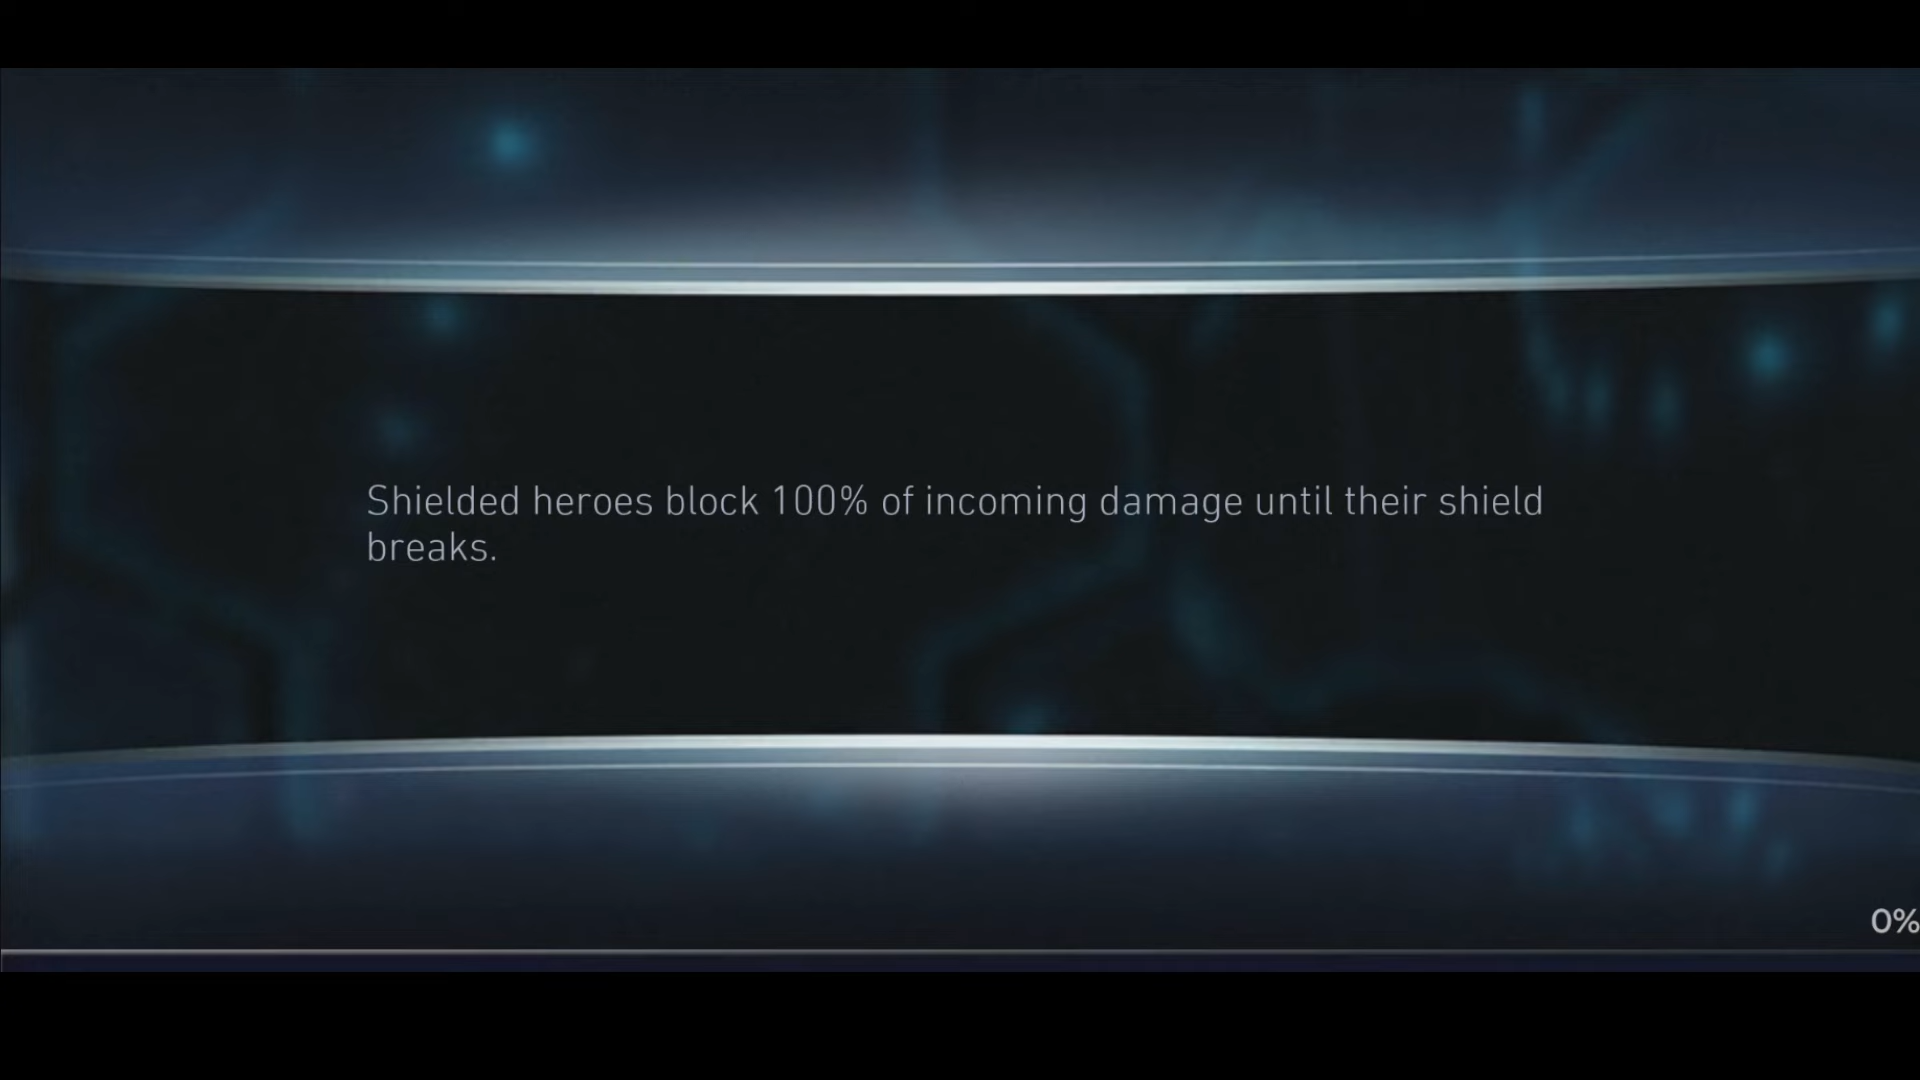 Shielded heroes block 100% of incoming damage until their shield
breaks.
0%